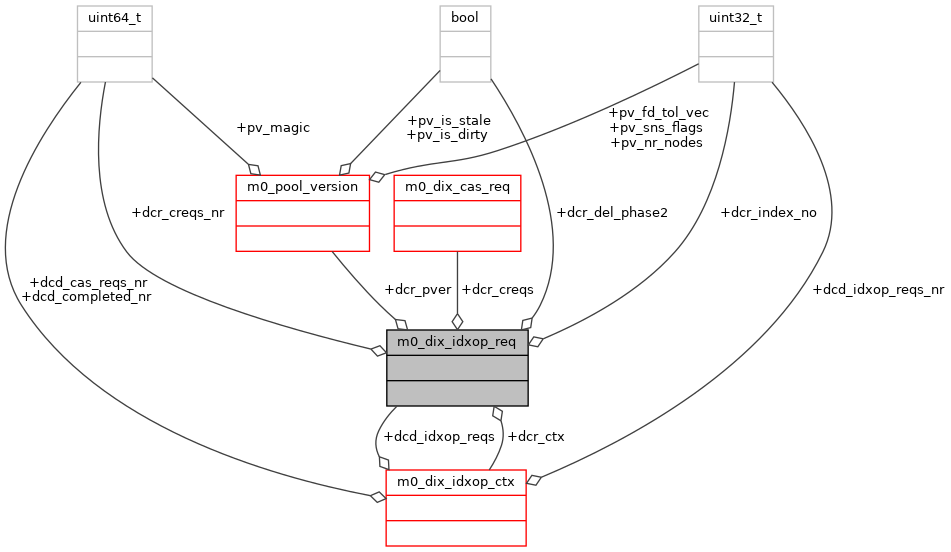 uint64_t
bool
uint32_t
+pv_magic
+pv_is_stale
+pv_is_dirty
+pv_fd_tol_vec
+pv_sns_flags
+pv_nr_nodes
m0_pool_version
m0_dix_cas_req
+dcr_creqs_nr
+dcr_del_phase2
+dcr_index_no
+dcd_cas_reqs_nr
+dcd_completed_nr
+dcr_pver
+dcr_creqs
+dcd_idxop_reqs_nr
m0_dix_idxop_req
+dcd_idxop_reqs
+dcr_ctx
m0_dix_idxop_ctx